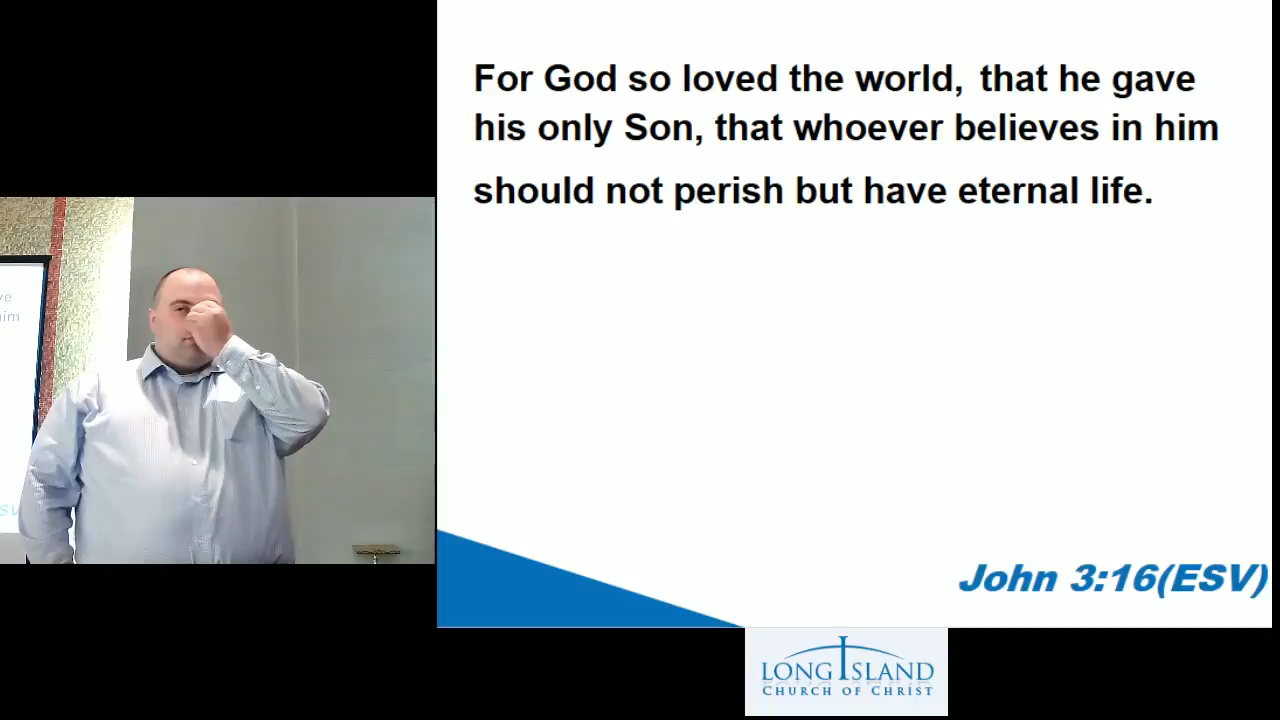 For God so loved the world, that he gave
his only Son, that whoever believes in him
should not perish but have eternal life.
John 3:16(ESV)
LONG ISLAND
CHURCH OF CHRIST